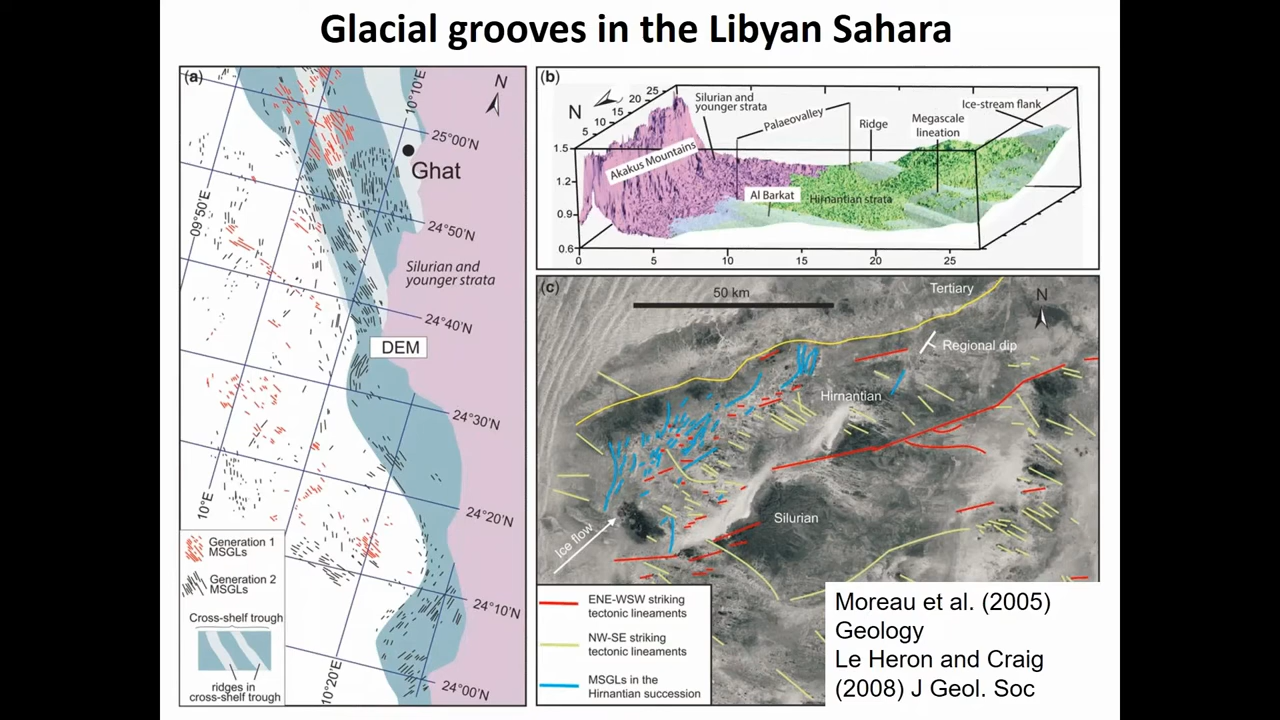 Glacial grooves in the Libyan Sahara
(a)
N
10°10'E
25°00'N
Ghat
09°50'E
24°50'N
Silurian and
younger strata
24°40'N
DEM
24°30'N
10°E
24°20'N
Generation 1
MSGLs
Generation 2
MSGLs
24°10'N
Cross-shelf trough
10°20'E
24°00'N
ridges in
cross-shelf trough
(b)
N
25
20
15
10
5
Silurian and
younger strata
Palaeovalley
Ridge
Megascale
lineation
Ice-stream flank
1.5
1.2
0.9
0.6
Akakus Mountains
Al Barkat
Hirnantian strata
0
5
10
15
20
25
(c)
50 km
Tertiary
N
Regional dip
Hirnantian
Silurian
Ice flow
ENE-WSW striking
tectonic lineaments
NW-SE striking
tectonic lineaments
MSGLs in the
Hirnantian succession
Moreau et al. (2005)
Geology
Le Heron and Craig
(2008) J Geol. Soc